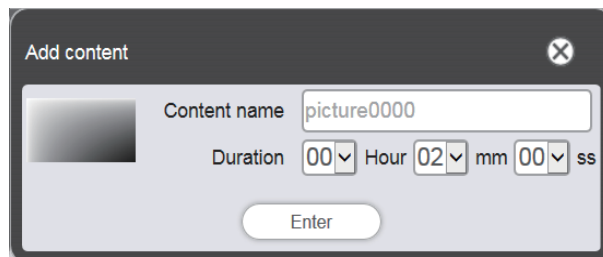 Add content
Content name picture0000
Duration 00 Hour 02 mm 00 ss
Enter